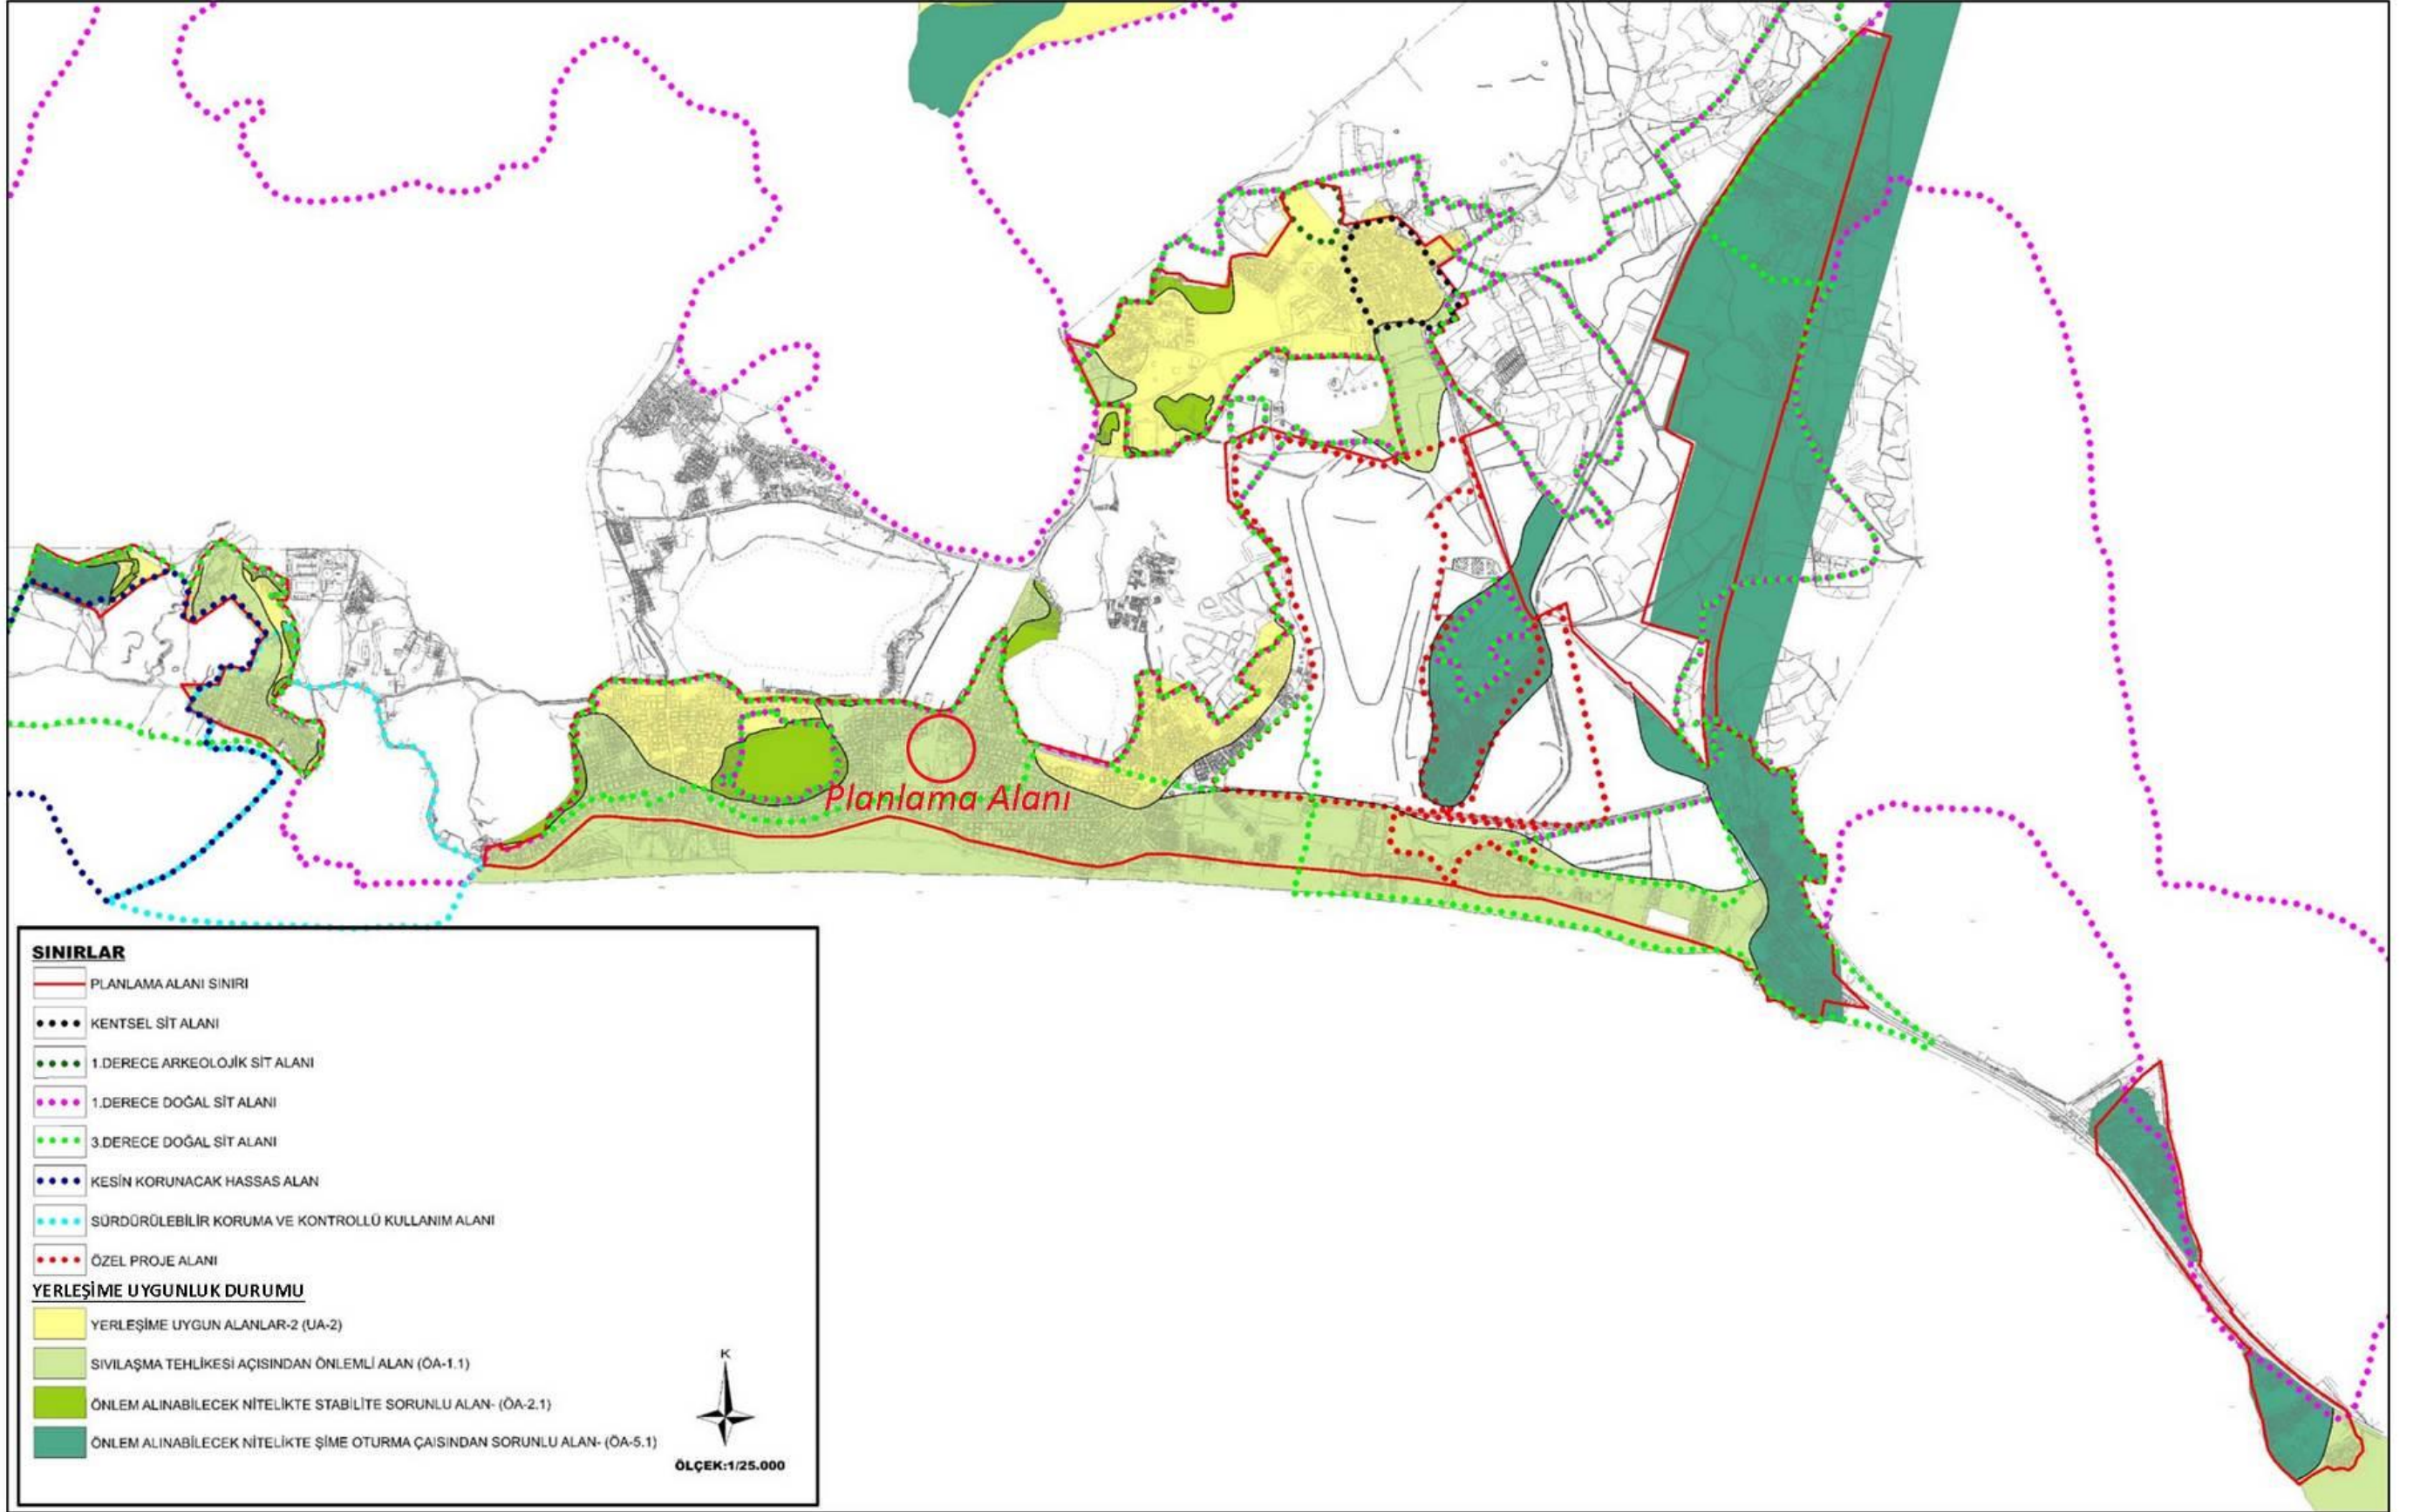 Planlama Alanı
SINIRLAR
PLANLAMA ALANI SINIRI
KENTSEL SİT ALANI
1.DERECE ARKEOLOJİK SİT ALANI
1.DERECE DOĞAL SİT ALANI
3.DERECE DOĞAL SİT ALANI
KESİN KORUNACAK HASSAS ALAN
SÜRDÜRÜLEBİLİR KORUMA VE KONTROLLÜ KULLANIM ALANI
ÖZEL PROJE ALANI
YERLEŞİME UYGUNLUK DURUMU
YERLEŞİME UYGUN ALANLAR-2 (UA-2)
SIVILAŞMA TEHLİKESİ AÇISINDAN ÖNLEMLİ ALAN (ÖA-1.1)
ÖNLEM ALINABİLECEK NİTELİKTE STABİLİTE SORUNLU ALAN- (ÖA-2.1)
ÖNLEM ALINABİLECEK NİTELİKTE ŞİME OTURMA ÇAISINDAN SORUNLU ALAN- (ÖA-5.1)
K
ÖLÇEK:1/25.000